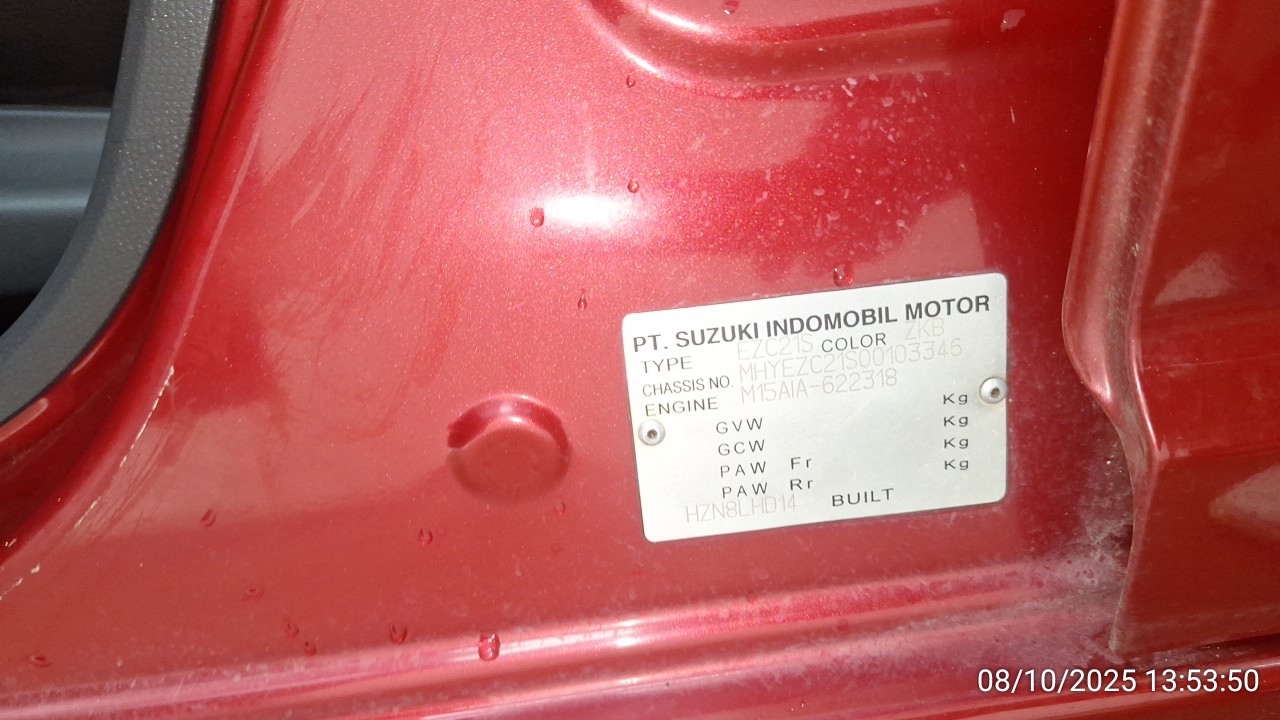 PT. SUZUKI INDOMOBIL MOTOR
TYPE EZC21S COLOR ZKB
CHASSIS NO. MHYEZC21S00103345
ENGINE M15AIA-622318
GVW Kg
GCW Kg
PAW Fr Kg
PAW Rr Kg
HZN8LHD14 BUILT
08/10/2025 13:53:50